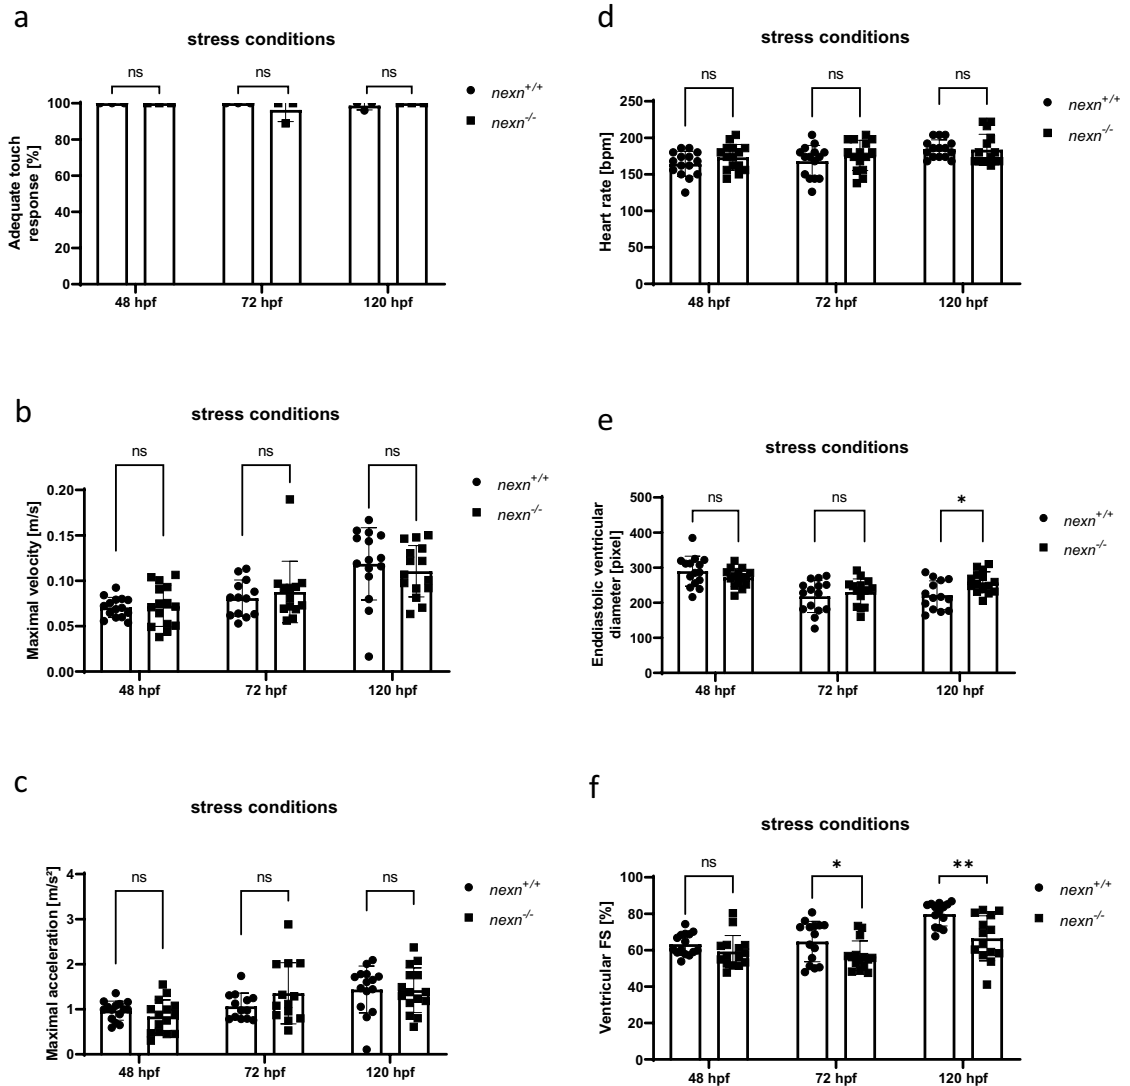 a
stress conditions
ns ns ns
nexn+/+
nexn-/-
Adequate touch
response [%]
100
80
60
40
20
0
48 hpf 72 hpf 120 hpf
b
stress conditions
ns ns ns
nexn+/+
nexn-/-
Maximal velocity [m/s]
0.20
0.15
0.10
0.05
0.00
48 hpf 72 hpf 120 hpf
c
stress conditions
ns ns ns
nexn+/+
nexn-/-
Maximal acceleration [m/s²]
4
3
2
1
0
48 hpf 72 hpf 120 hpf
d
stress conditions
ns ns ns
nexn+/+
nexn-/-
Heart rate [bpm]
250
200
150
100
50
0
48 hpf 72 hpf 120 hpf
e
stress conditions
ns ns *
nexn+/+
nexn-/-
Enddiastolic ventricular
diameter [pixel]
500
400
300
200
100
0
48 hpf 72 hpf 120 hpf
f
stress conditions
ns * **
nexn+/+
nexn-/-
Ventricular FS [%]
100
80
60
40
20
0
48 hpf 72 hpf 120 hpf